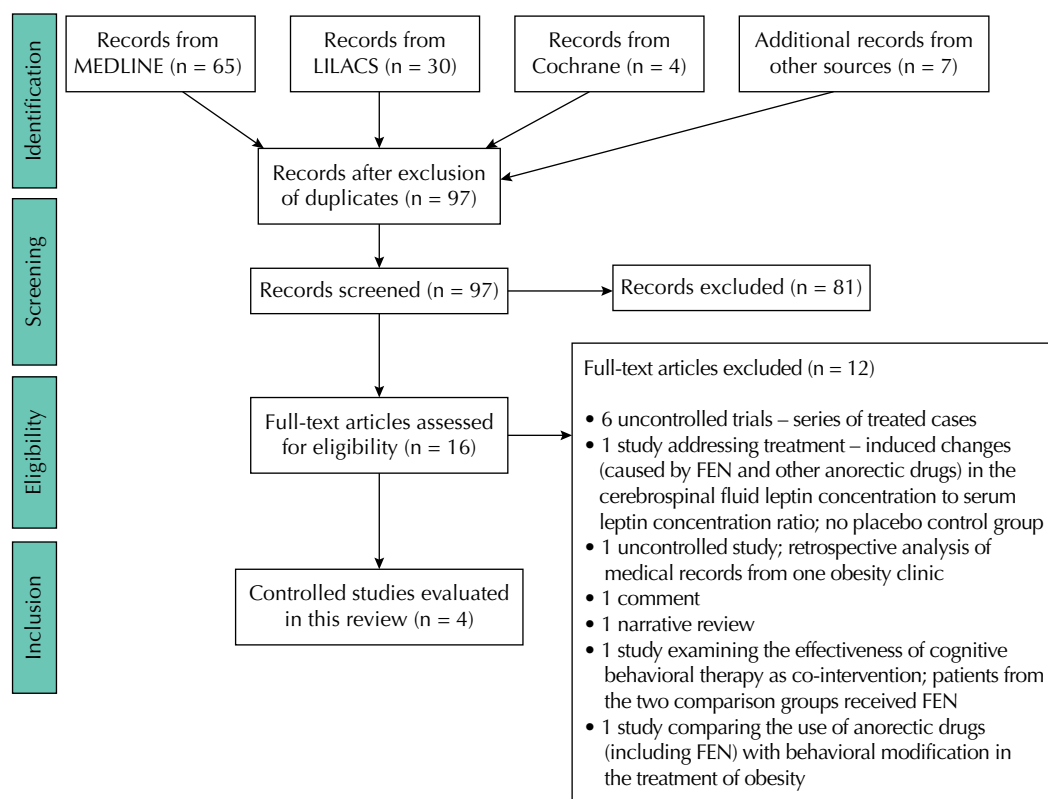 Identification
Records from
MEDLINE (n = 65)
Records from
LILACS (n = 30)
Records from
Cochrane (n = 4)
Additional records from
other sources (n = 7)
Records after exclusion
of duplicates (n = 97)
Screening
Records screened (n = 97)
Records excluded (n = 81)
Eligibility
Full-text articles assessed
for eligibility (n = 16)
Full-text articles excluded (n = 12)
• 6 uncontrolled trials – series of treated cases
• 1 study addressing treatment – induced changes
(caused by FEN and other anorectic drugs) in the
cerebrospinal fluid leptin concentration to serum
leptin concentration ratio; no placebo control group
• 1 uncontrolled study; retrospective analysis of
medical records from one obesity clinic
• 1 comment
• 1 narrative review
• 1 study examining the effectiveness of cognitive
behavioral therapy as co-intervention; patients from
the two comparison groups received FEN
• 1 study comparing the use of anorectic drugs
(including FEN) with behavioral modification in
the treatment of obesity
Inclusion
Controlled studies evaluated
in this review (n = 4)